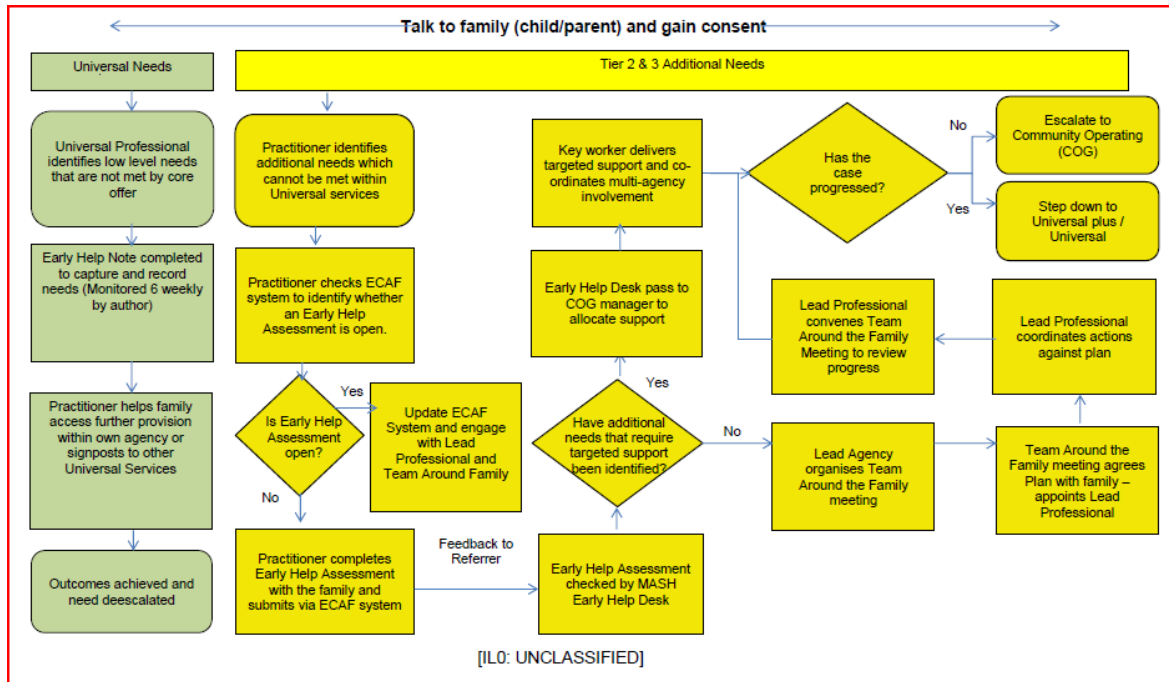 Talk to family (child/parent) and gain consent
Universal Needs
Tier 2 & 3 Additional Needs
Universal Professional
identifies low level needs
that are not met by core
offer
Early Help Note completed
to capture and record
needs (Monitored 6 weekly
by author)
Practitioner helps family
access further provision
within own agency or
signposts to other
Universal Services
Outcomes achieved and
need deescalated
Practitioner identifies
additional needs which
cannot be met within
Universal services
Practitioner checks ECAF
system to identify whether
an Early Help
Assessment is open.
Is Early Help
Assessment
open?
Yes
Update ECAF
System and engage
with Lead
Professional and
Team Around Family
No
Practitioner completes
Early Help Assessment
with the family and
submits via ECAF system
Feedback to
Referrer
Early Help Assessment
checked by MASH
Early Help Desk
Have additional
needs that require
targeted support
been identified?
Yes
Early Help Desk pass to
COG manager to
allocate support
Key worker delivers
targeted support and co-
ordinates multi-agency
involvement
No
Lead Agency
organises Team
Around the Family
meeting
Team Around the
Family meeting agrees
Plan with family –
appoints Lead
Professional
Lead Professional
coordinates actions
against plan
Lead Professional
convenes Team
Around the Family
Meeting to review
progress
Has the
case
progressed?
No
Escalate to
Community Operating
(COG)
Yes
Step down to
Universal plus /
Universal
[IL0: UNCLASSIFIED]